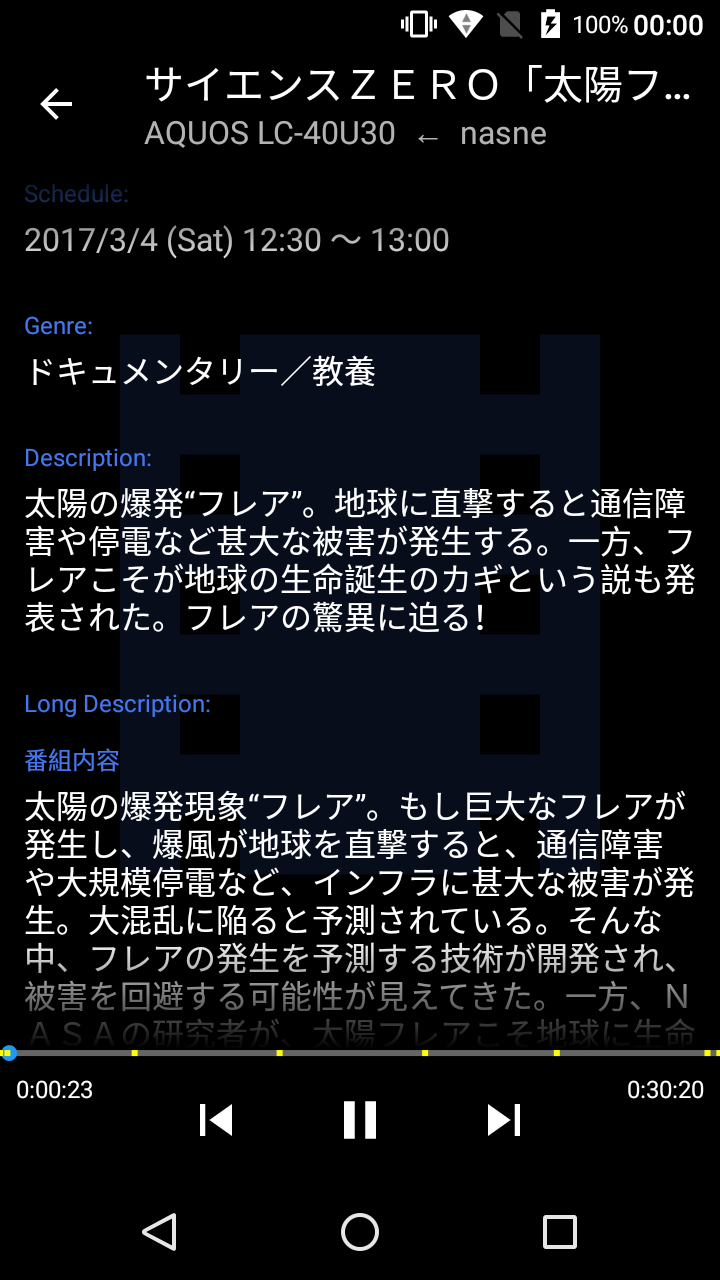 100% 00:00
サイエンスＺＥＲＯ「太陽フ...
AQUOS LC-40U30 ← nasne
Schedule:
2017/3/4 (Sat) 12:30 ～ 13:00
Genre:
ドキュメンタリー／教養
Description:
太陽の爆発“フレア”。地球に直撃すると通信障
害や停電など甚大な被害が発生する。一方、フ
レアこそが地球の生命誕生のカギという説も発
表された。フレアの驚異に迫る！
Long Description:
番組内容
太陽の爆発現象“フレア”。もし巨大なフレアが
発生し、爆風が地球を直撃すると、通信障害
や大規模停電など、インフラに甚大な被害が発
生。大混乱に陥ると予測されている。そんな
中、フレアの発生を予測する技術が開発され、
被害を回避する可能性が見えてきた。一方、Ｎ
ＡＳＡの研究者が、太陽フレアこそ地球に生命
0:00:23
0:30:20